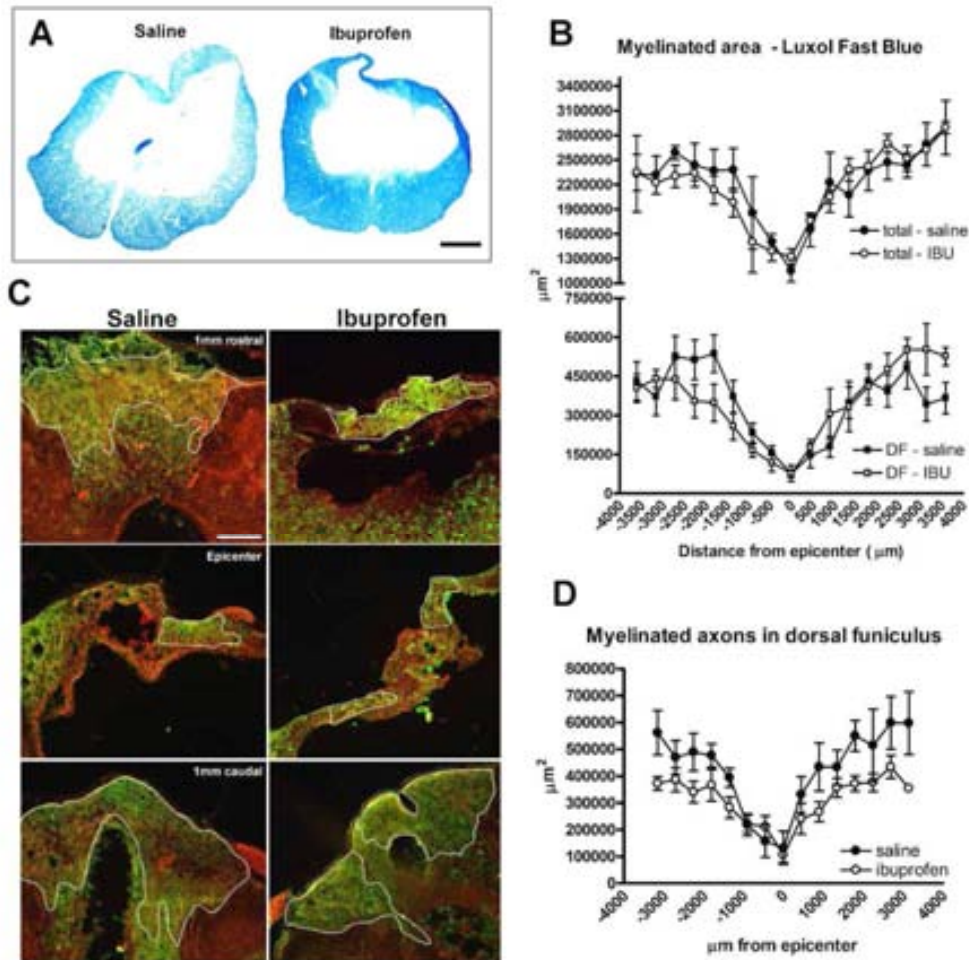 A
Saline
Ibuprofen
B
Myelinated area - Luxol Fast Blue
3400000
3100000
2800000
2500000
2200000
1900000
1600000
1300000
1000000
total - saline
total - IBU
μm²
750000
600000
450000
300000
150000
0
DF - saline
DF - IBU
-4000
-3500
-3000
-2500
-2000
-1500
-1000
-500
0
500
1000
1500
2000
2500
3000
3500
4000
Distance from epicenter ( μm)
C
Saline
Ibuprofen
1mm rostral
Epicenter
1mm caudal
D
Myelinated axons in dorsal funiculus
800000
700000
600000
500000
400000
300000
200000
100000
0
μm²
saline
ibuprofen
-4000
-3000
-2000
-1000
0
1000
2000
3000
4000
μm from epicenter